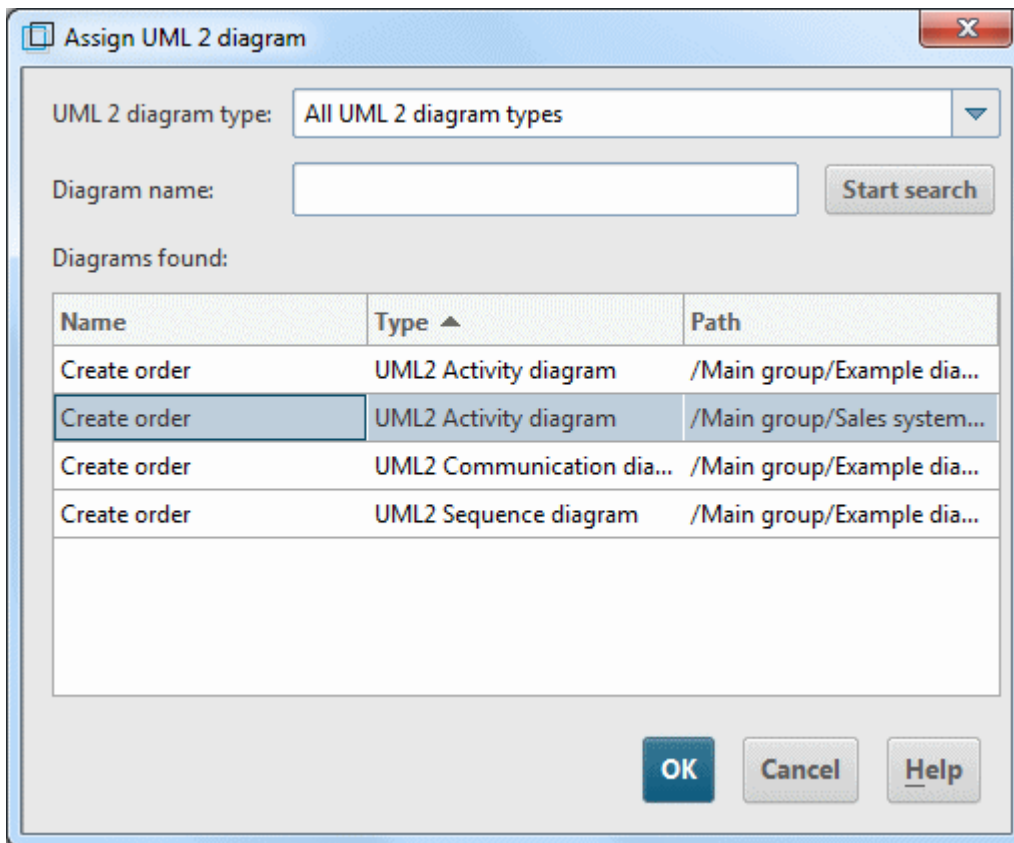 Assign UML 2 diagram
UML 2 diagram type: All UML 2 diagram types
Diagram name: Start search
Diagrams found:
Name Type Path
Create order UML2 Activity diagram /Main group/Example dia...
Create order UML2 Activity diagram /Main group/Sales system...
Create order UML2 Communication dia... /Main group/Example dia...
Create order UML2 Sequence diagram /Main group/Example dia...
OK Cancel Help